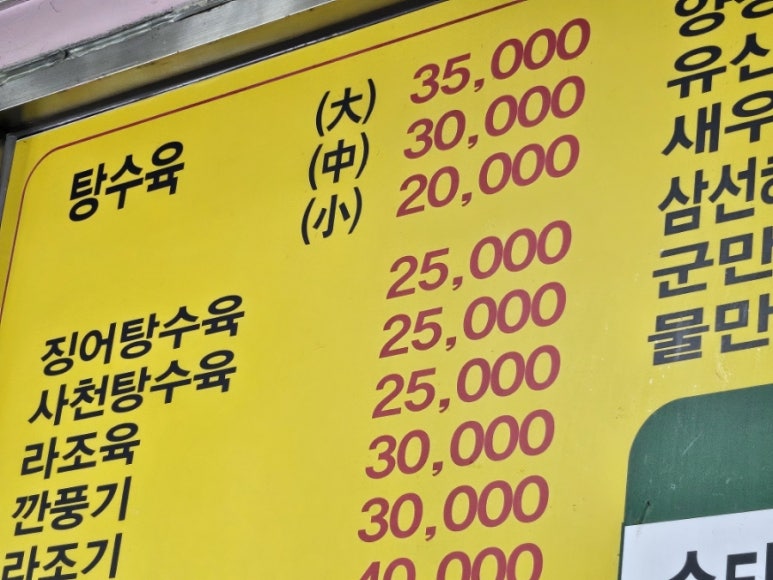 탕수육 (大) 35,000
(中) 30,000
(小) 20,000
징어탕수육 25,000
사천탕수육 25,000
라조육 25,000
깐풍기 30,000
라조기 30,000
40,000
유산
새우
삼선
군만
물만